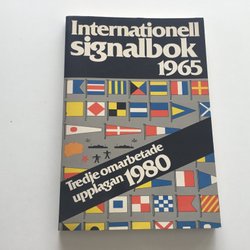 Internationell
signalbok
1965
Tredje omarbetade
upplagan 1980